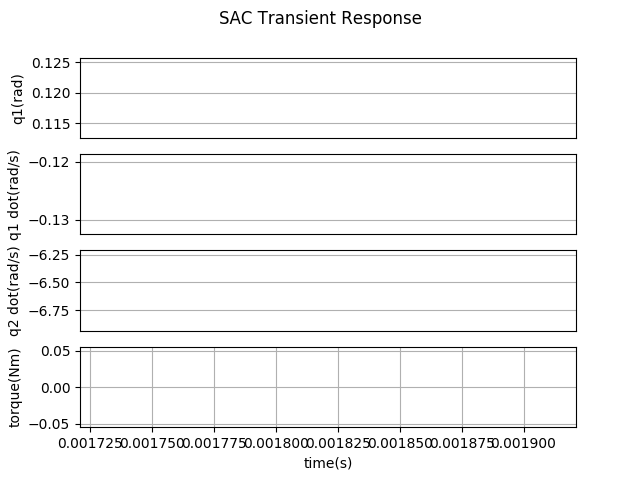 SAC Transient Response
0.125
0.120
0.115
q1(rad)
−0.12
−0.13
q1 dot(rad/s)
−6.25
−6.50
−6.75
q2 dot(rad/s)
0.05
0.00
−0.05
torque(Nm)
0.001725 0.001750 0.001775 0.001800 0.001825 0.001850 0.001875 0.001900
time(s)